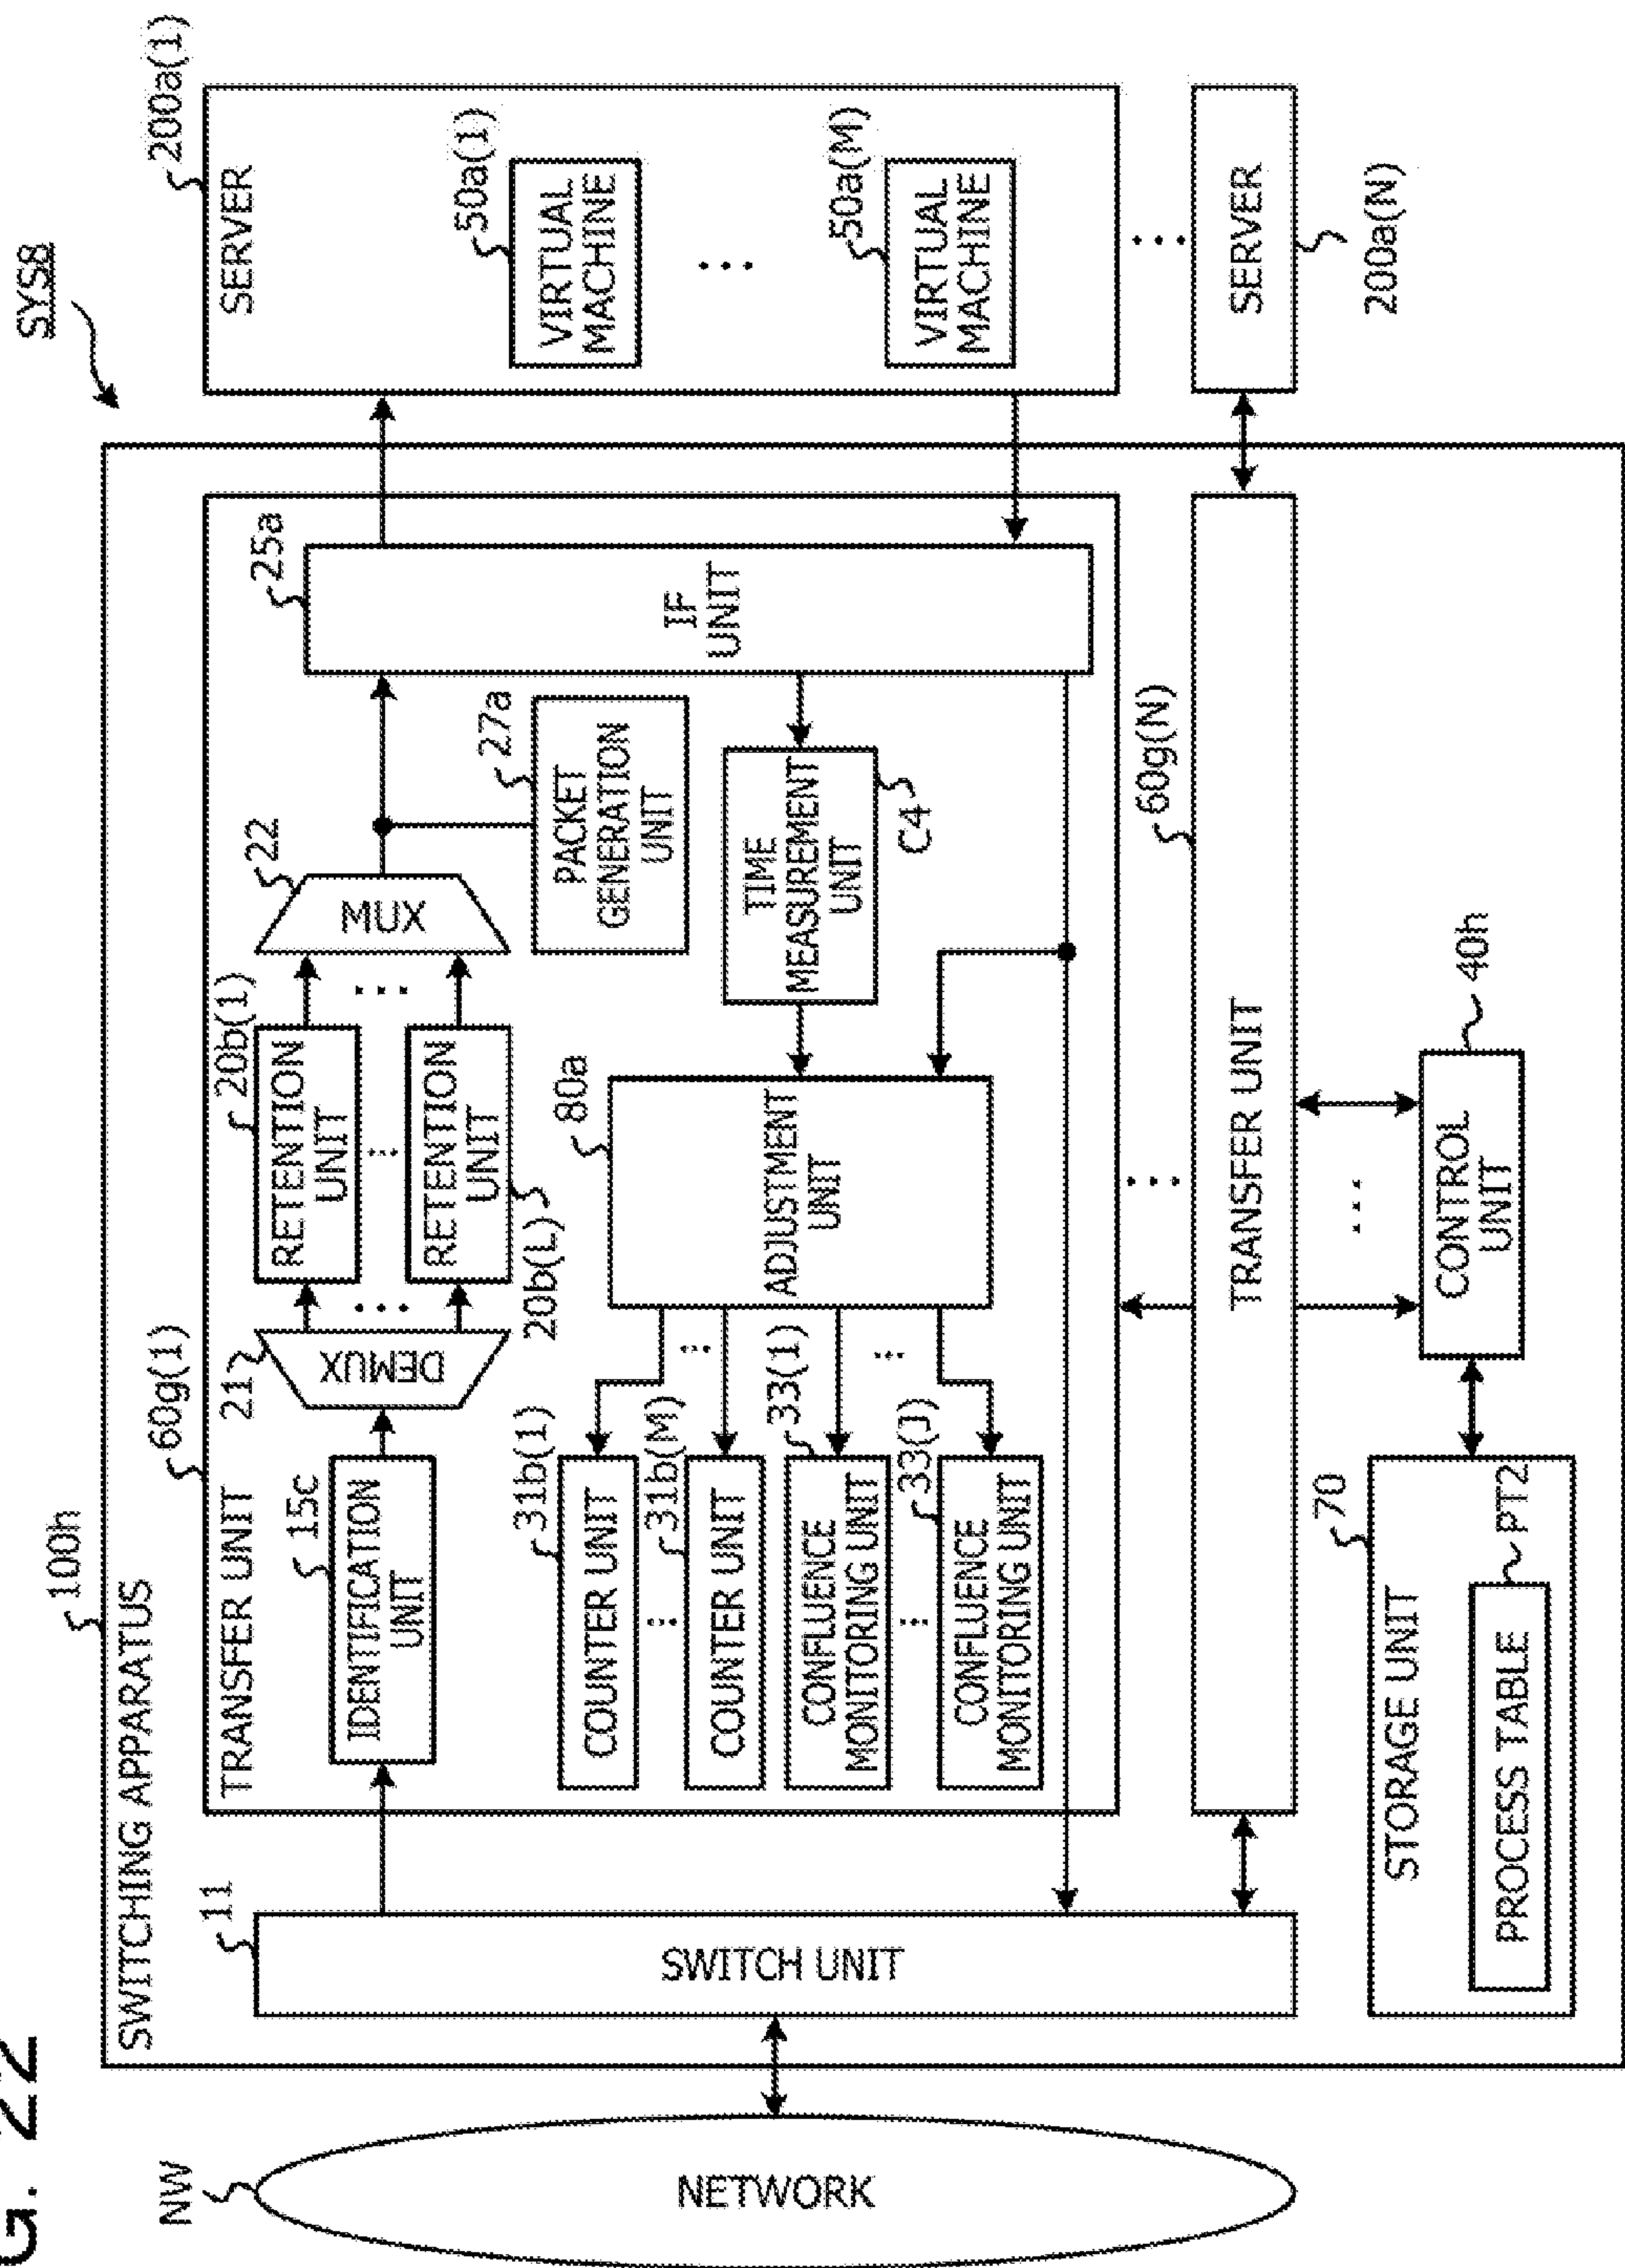 G. 22
SYS8
100h
SWITCHING APPARATUS
200a(1)
SERVER
50a(1)
VIRTUAL
MACHINE
...
50a(M)
VIRTUAL
MACHINE
...
SERVER
200a(N)
NW
NETWORK
11
SWITCH UNIT
60g(1)
TRANSFER UNIT
15c
IDENTIFICATION
UNIT
21
DEMUX
...
20b(1)
RETENTION
UNIT
...
RETENTION
UNIT
20b(L)
...
22
MUX
27a
PACKET
GENERATION
UNIT
25a
IF
UNIT
31b(1)
COUNTER UNIT
...
31b(M)
COUNTER UNIT
33(1)
CONFLUENCE
MONITORING UNIT
...
33(J)
CONFLUENCE
MONITORING UNIT
...
...
80a
ADJUSTMENT
UNIT
TIME
MEASUREMENT
UNIT
C4
...
60g(N)
TRANSFER UNIT
70
STORAGE UNIT
PROCESS TABLE
PT2
...
CONTROL
UNIT
40h